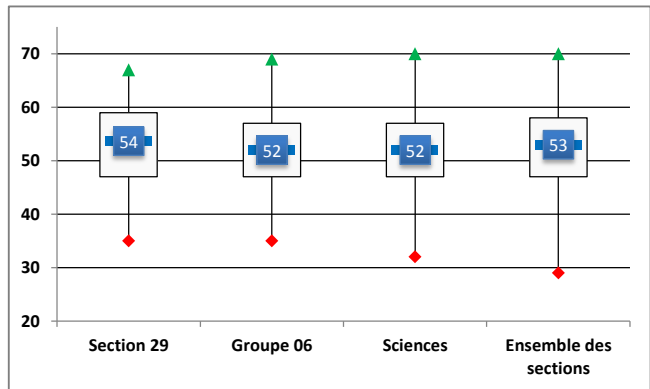 70
60
50
40
30
20
54
52
52
53
Section 29
Groupe 06
Sciences
Ensemble des
sections